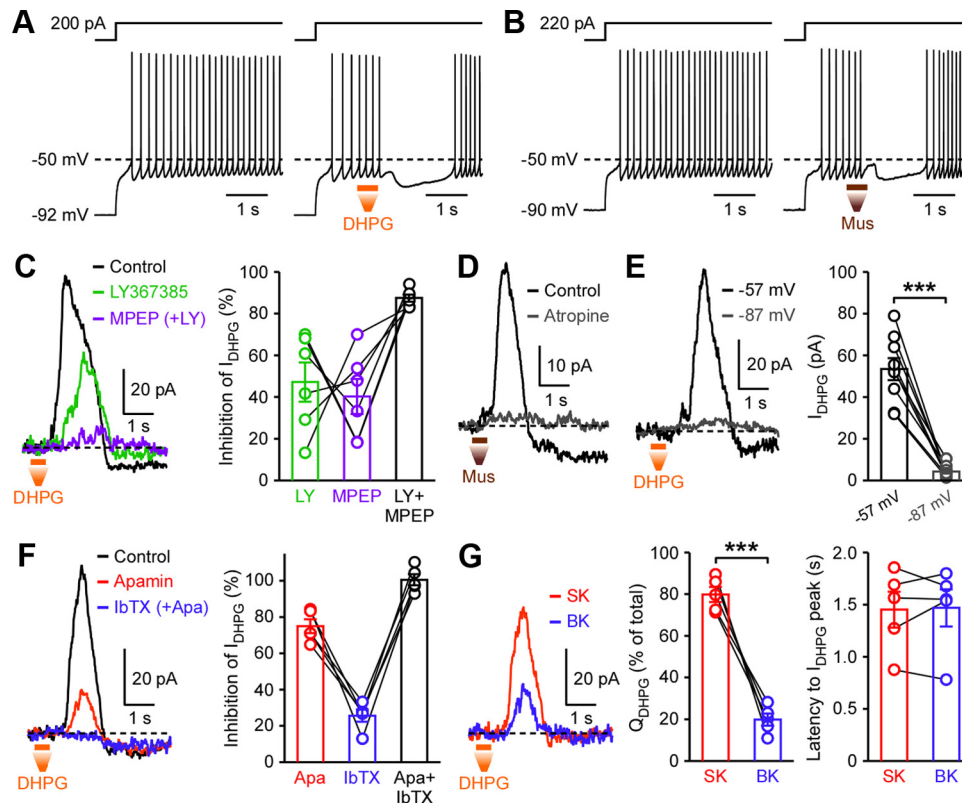 A
200 pA
-50 mV
-92 mV
1 s
1 s
DHPG
B
220 pA
-50 mV
-90 mV
1 s
1 s
Mus
C
Control
LY367385
MPEP (+LY)
20 pA
1 s
DHPG
Inhibition of IDHPG (%)
100
80
60
40
20
0
LY
MPEP
LY+
MPEP
D
Control
Atropine
10 pA
1 s
Mus
E
-57 mV
-87 mV
20 pA
1 s
DHPG
IDHPG (pA)
100
80
60
40
20
0
***
-57 mV
-87 mV
F
Control
Apamin
IbTX (+Apa)
20 pA
1 s
DHPG
Inhibition of IDHPG (%)
100
80
60
40
20
0
Apa
IbTX
Apa+
IbTX
G
SK
BK
20 pA
1 s
DHPG
QDHPG (% of total)
100
80
60
40
20
0
***
SK
BK
Latency to IDHPG peak (s)
2.0
1.5
1.0
0.5
0
SK
BK